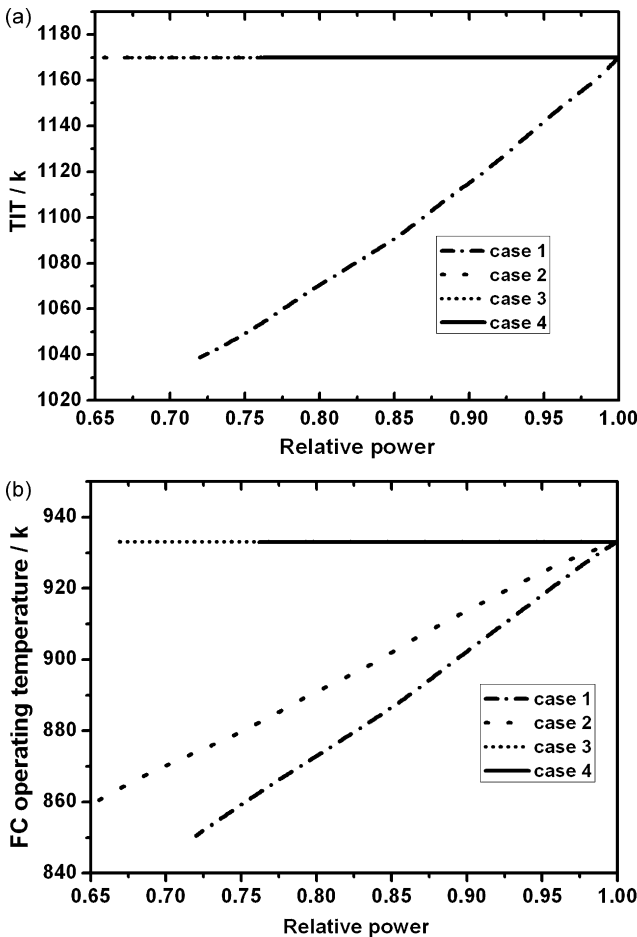 (a)
1180
1160
1140
1120
1100
1080
1060
1040
1020
TIT / k
case 1
case 2
case 3
case 4
0.65 0.70 0.75 0.80 0.85 0.90 0.95 1.00
Relative power
(b)
940
920
900
880
860
840
FC operating temperature / k
case 1
case 2
case 3
case 4
0.65 0.70 0.75 0.80 0.85 0.90 0.95 1.00
Relative power